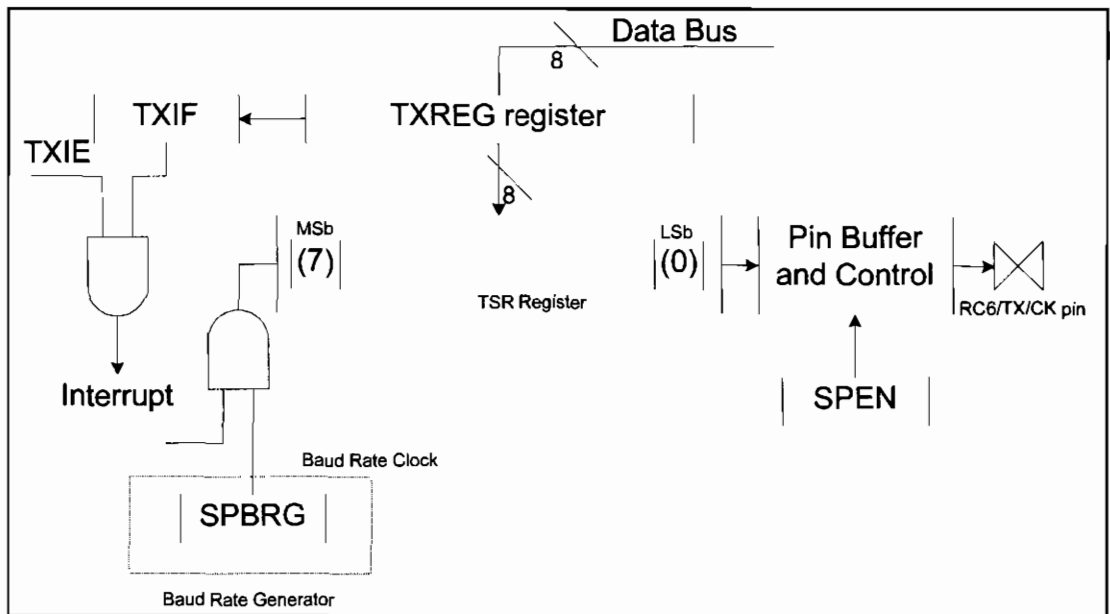 Data Bus
8
TXIF
TXREG register
TXIE
8
MSb
(7)
LSb
(0)
Pin Buffer
and Control
TSR Register
RC6/TX/CK pin
Interrupt
SPEN
Baud Rate Clock
SPBRG
Baud Rate Generator